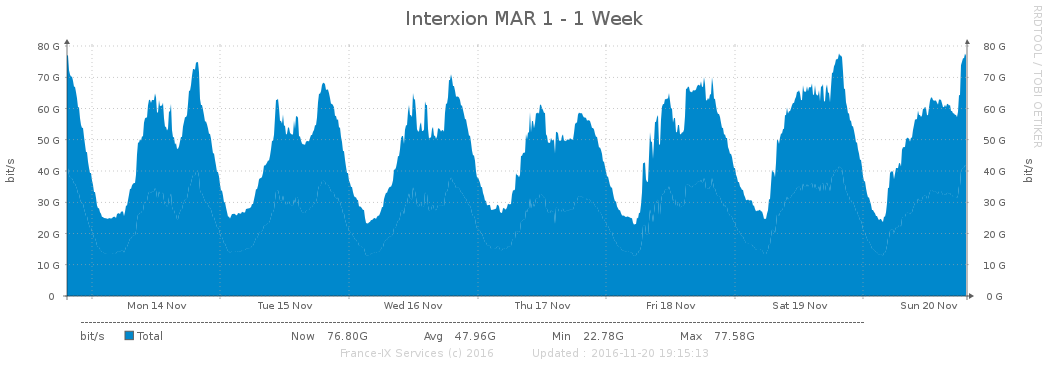 Interxion MAR 1 - 1 Week
RRDTOOL / TOBI OETIKER
80 G 80 G
70 G 70 G
60 G 60 G
50 G 50 G
40 G 40 G
30 G 30 G
20 G 20 G
10 G 10 G
0 0 G
bit/s
bit/s
Mon 14 Nov Tue 15 Nov Wed 16 Nov Thu 17 Nov Fri 18 Nov Sat 19 Nov Sun 20 Nov
bit/s Total Now 76.80G Avg 47.96G Min 22.78G Max 77.58G
France-IX Services (c) 2016 Updated : 2016-11-20 19:15:13